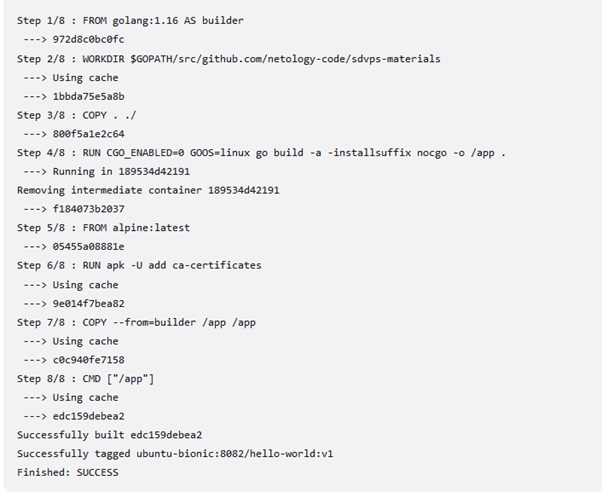 Step 1/8 : FROM golang:1.16 AS builder
---> 972d8c0bc0fc
Step 2/8 : WORKDIR $GOPATH/src/github.com/netology-code/sdvps-materials
---> Using cache
---> 1bbda75e5a8b
Step 3/8 : COPY . ./
---> 800f5a1e2c64
Step 4/8 : RUN CGO_ENABLED=0 GOOS=linux go build -a -installsuffix nocgo -o /app .
---> Running in 189534d42191
Removing intermediate container 189534d42191
---> f184073b2037
Step 5/8 : FROM alpine:latest
---> 05455a08881e
Step 6/8 : RUN apk -U add ca-certificates
---> Using cache
---> 9e014f7bea82
Step 7/8 : COPY --from=builder /app /app
---> Using cache
---> c0c940fe7158
Step 8/8 : CMD ["/app"]
---> Using cache
---> edc159debea2
Successfully built edc159debea2
Successfully tagged ubuntu-bionic:8082/hello-world:v1
Finished: SUCCESS